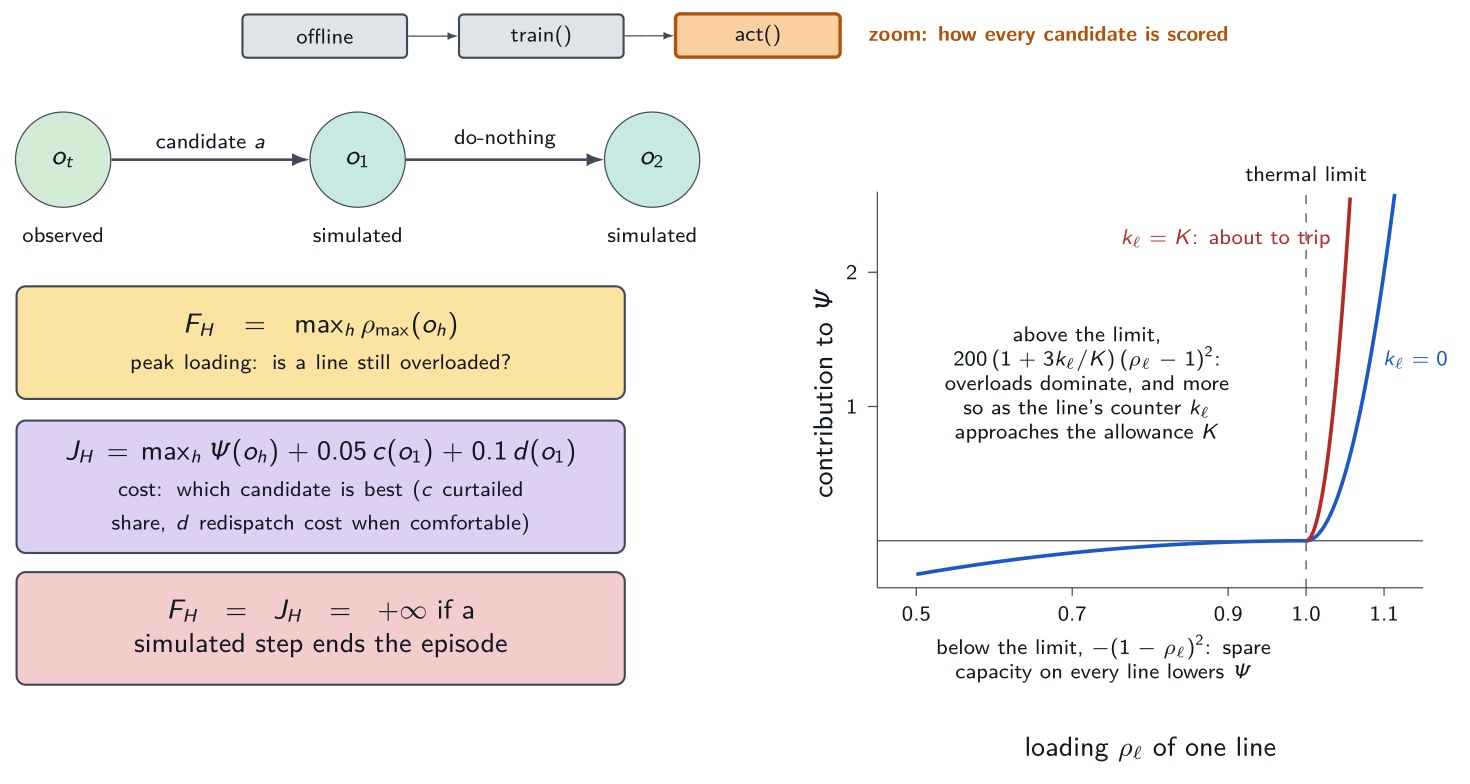 offline
train()
act()
zoom: how every candidate is scored
candidate a
do-nothing
o_t
o_1
o_2
observed
simulated
simulated
F_H = max_h ρ_max(o_h)
peak loading: is a line still overloaded?
J_H = max_h Ψ(o_h) + 0.05 c(o_1) + 0.1 d(o_1)
cost: which candidate is best (c curtailed
share, d redispatch cost when comfortable)
F_H = J_H = +∞ if a
simulated step ends the episode
thermal limit
k_ℓ = K: about to trip
k_ℓ = 0
above the limit,
200 (1 + 3k_ℓ/K) (ρ_ℓ − 1)²:
overloads dominate, and more
so as the line's counter k_ℓ
approaches the allowance K
contribution to Ψ
2
1
0.5
0.7
0.9
1.0
1.1
below the limit, −(1 − ρ_ℓ)²: spare
capacity on every line lowers Ψ
loading ρ_ℓ of one line